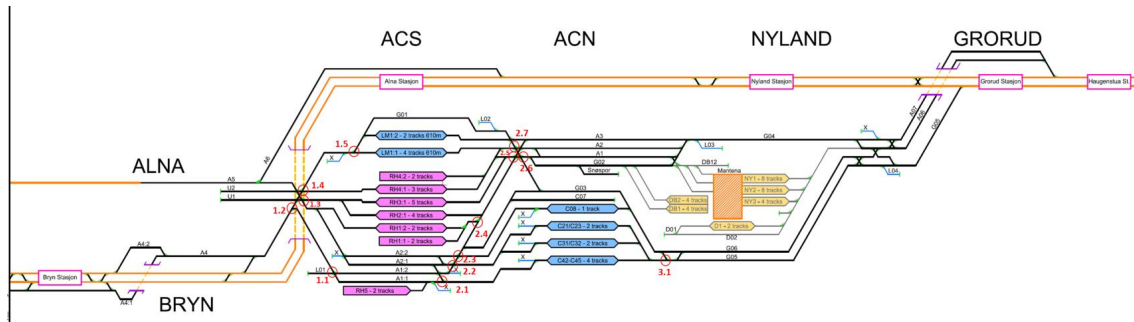 ACS
ACN
NYLAND
GRORUD
Alna Stasjon
Nyland Stasjon
Grorud Stasjon
Haugenstua St.
G01
L02
2.7
A3
G04
X
A07
A06
G05
LM1:2 - 2 tracks 610m
1.5
X
LM1:1 - 4 tracks 610m
2.5
2.6
A2
A1
L03
G02
Snøspor
DB12
Mantena
L04
ALNA
A6
A5
U2
U1
1.4
1.3
1.2
RH4:2 - 2 tracks
RH4:1 - 3 tracks
RH3:1 - 5 tracks
RH2:1 - 4 tracks
RH1:2 - 2 tracks
RH1:1 - 2 tracks
2.4
G03
C07
X
C08 - 1 track
X
C21/C23 - 2 tracks
X
C31/C32 - 2 tracks
X
C42-C45 - 4 tracks
NY1 - 8 tracks
NY2 - 8 tracks
NY3 - 4 tracks
DB2 - 4 tracks
DB1 - 4 tracks
D1 - 2 tracks
D01
D02
G06
G05
3.1
A4:2
A4
Bryn Stasjon
A4:1
BRYN
A2:2
A2:1
A1:2
A1:1
L01
1.1
2.3
2.2
2.1
X
RH5 - 2 tracks